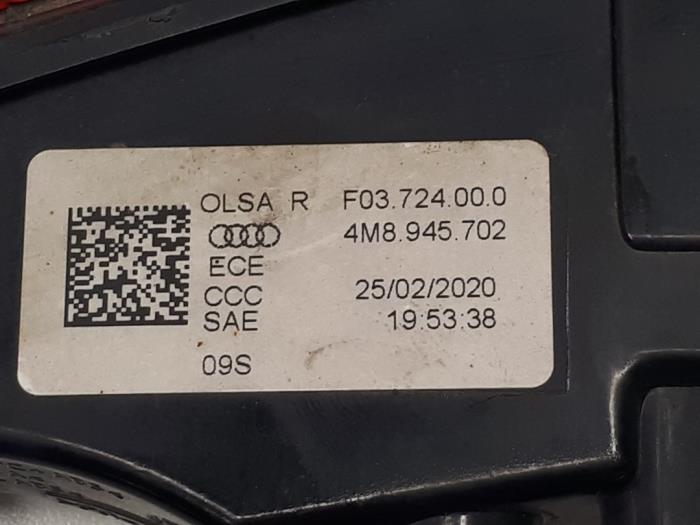 OLSA R F03.724.00.0
4M8.945.702
ECE
CCC 25/02/2020
SAE 19:53:38
09S